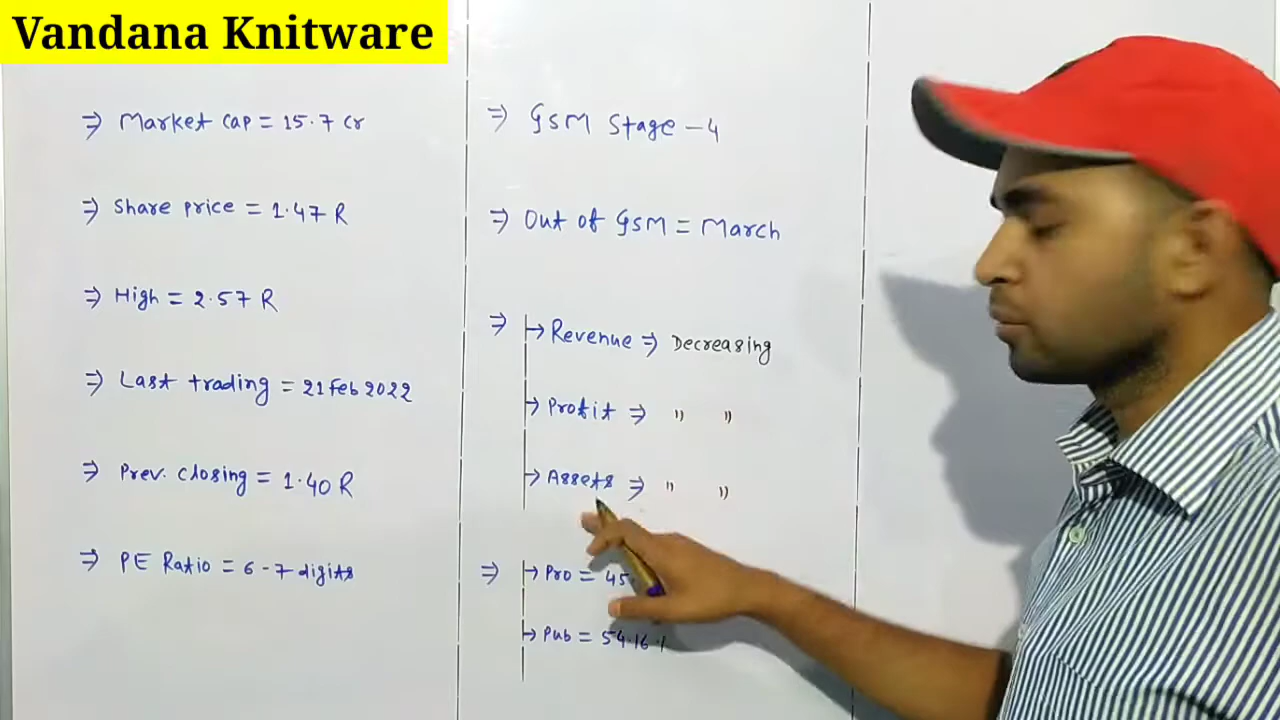 Vandana Knitware
⇒ Market cap = 15.7 cr
⇒ Share price = 1.47 R
⇒ High = 2.57 R
⇒ Last trading = 21 Feb 2022
⇒ Prev. closing = 1.40 R
⇒ PE Ratio = 6-7 digits
⇒ GSM Stage - 4
⇒ Out of GSM = March
⇒ → Revenue ⇒ Decreasing
→ Profit ⇒ " "
→ Assets ⇒ " "
⇒ → Pro = 45.
→ Pub = 54.16